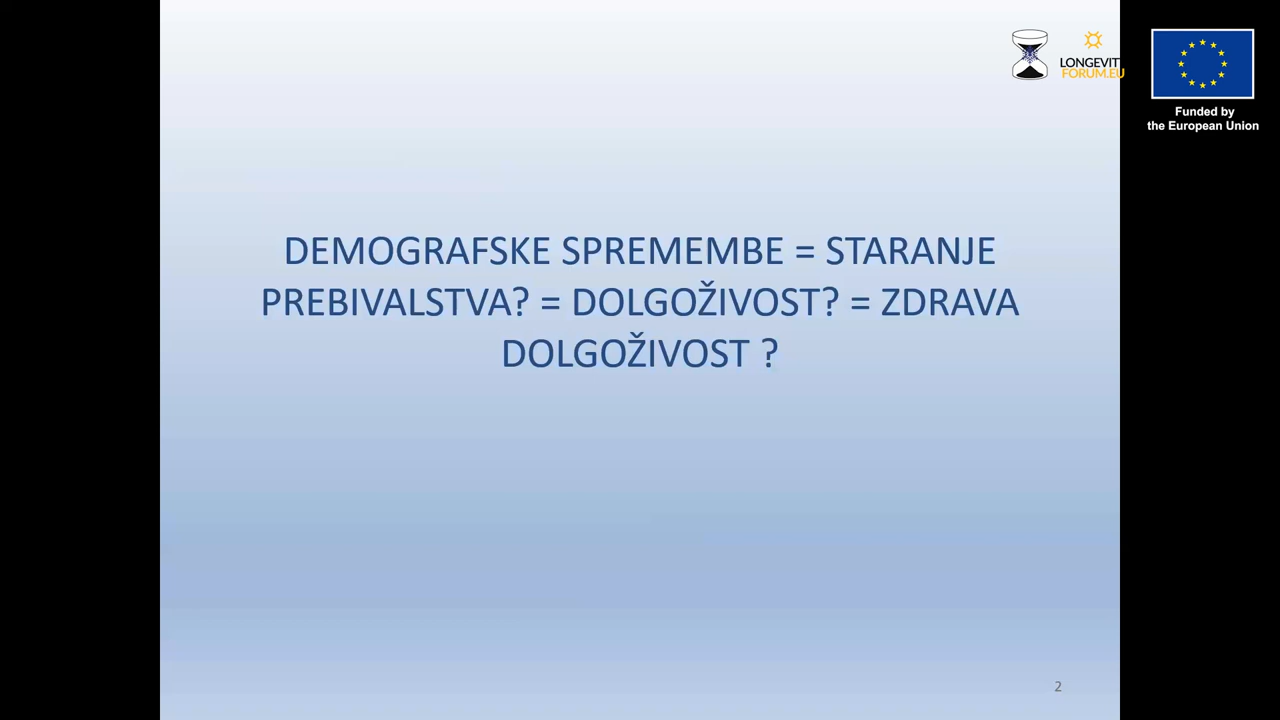 LONGEVIT
FORUM.EU
Funded by
the European Union
DEMOGRAFSKE SPREMEMBE = STARANJE
PREBIVALSTVA? = DOLGOŽIVOST? = ZDRAVA
DOLGOŽIVOST ?
2